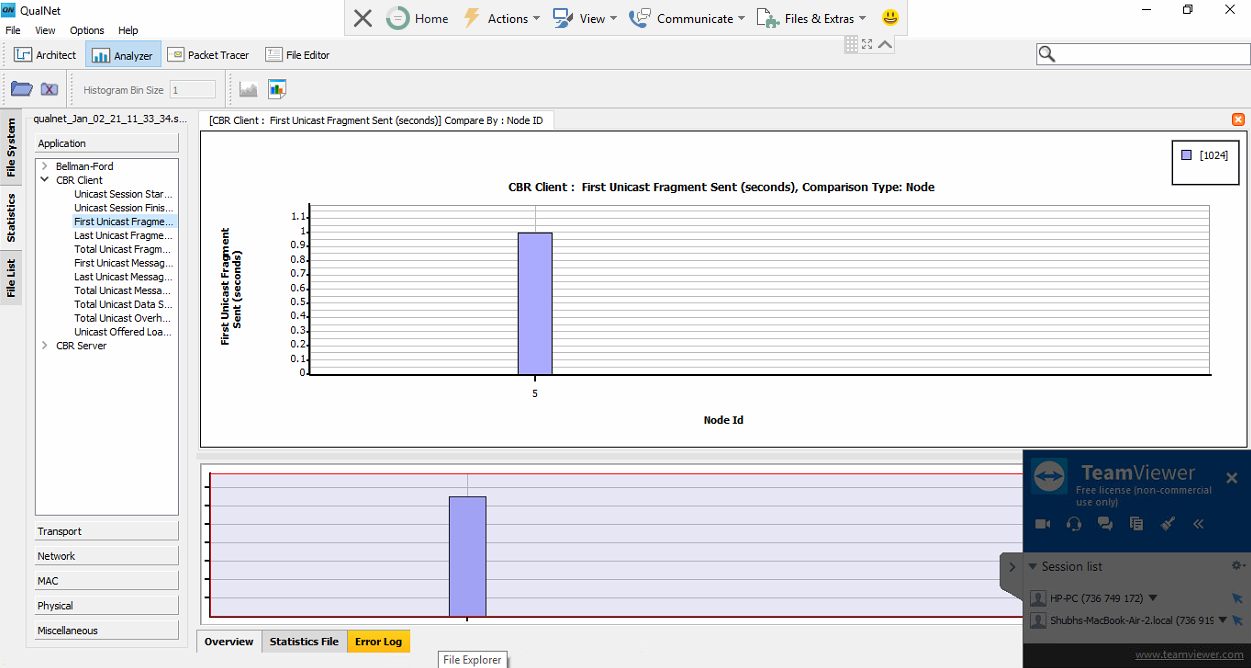 QN QualNet
File View Options Help
Home Actions View Communicate Files & Extras
Architect Analyzer Packet Tracer File Editor
Histogram Bin Size 1
File System
Statistics
File List
qualnet_Jan_02_21_11_33_34.s...
Application
Bellman-Ford
CBR Client
Unicast Session Star...
Unicast Session Finis...
First Unicast Fragme...
Last Unicast Fragme...
Total Unicast Fragm...
First Unicast Messag...
Last Unicast Messag...
Total Unicast Messa...
Total Unicast Data S...
Total Unicast Overh...
Unicast Offered Loa...
CBR Server
Transport
Network
MAC
Physical
Miscellaneous
[CBR Client : First Unicast Fragment Sent (seconds)] Compare By : Node ID
[1024]
CBR Client : First Unicast Fragment Sent (seconds), Comparison Type: Node
First Unicast Fragment
Sent (seconds)
1.1
1
0.9
0.8
0.7
0.6
0.5
0.4
0.3
0.2
0.1
0
5
Node Id
Overview Statistics File Error Log
File Explorer
TeamViewer
Free license (non-commercial
use only)
Session list
HP-PC (736 749 172)
Shubhs-MacBook-Air-2.local (736 919
www.teamviewer.com